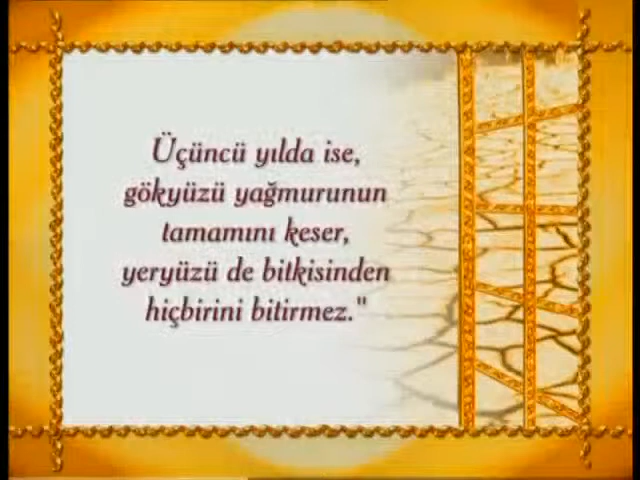 Üçüncü yılda ise,
gökyüzü yağmurunun
tamamını keser,
yeryüzü de bitkisinden
hiçbirini bitirmez."